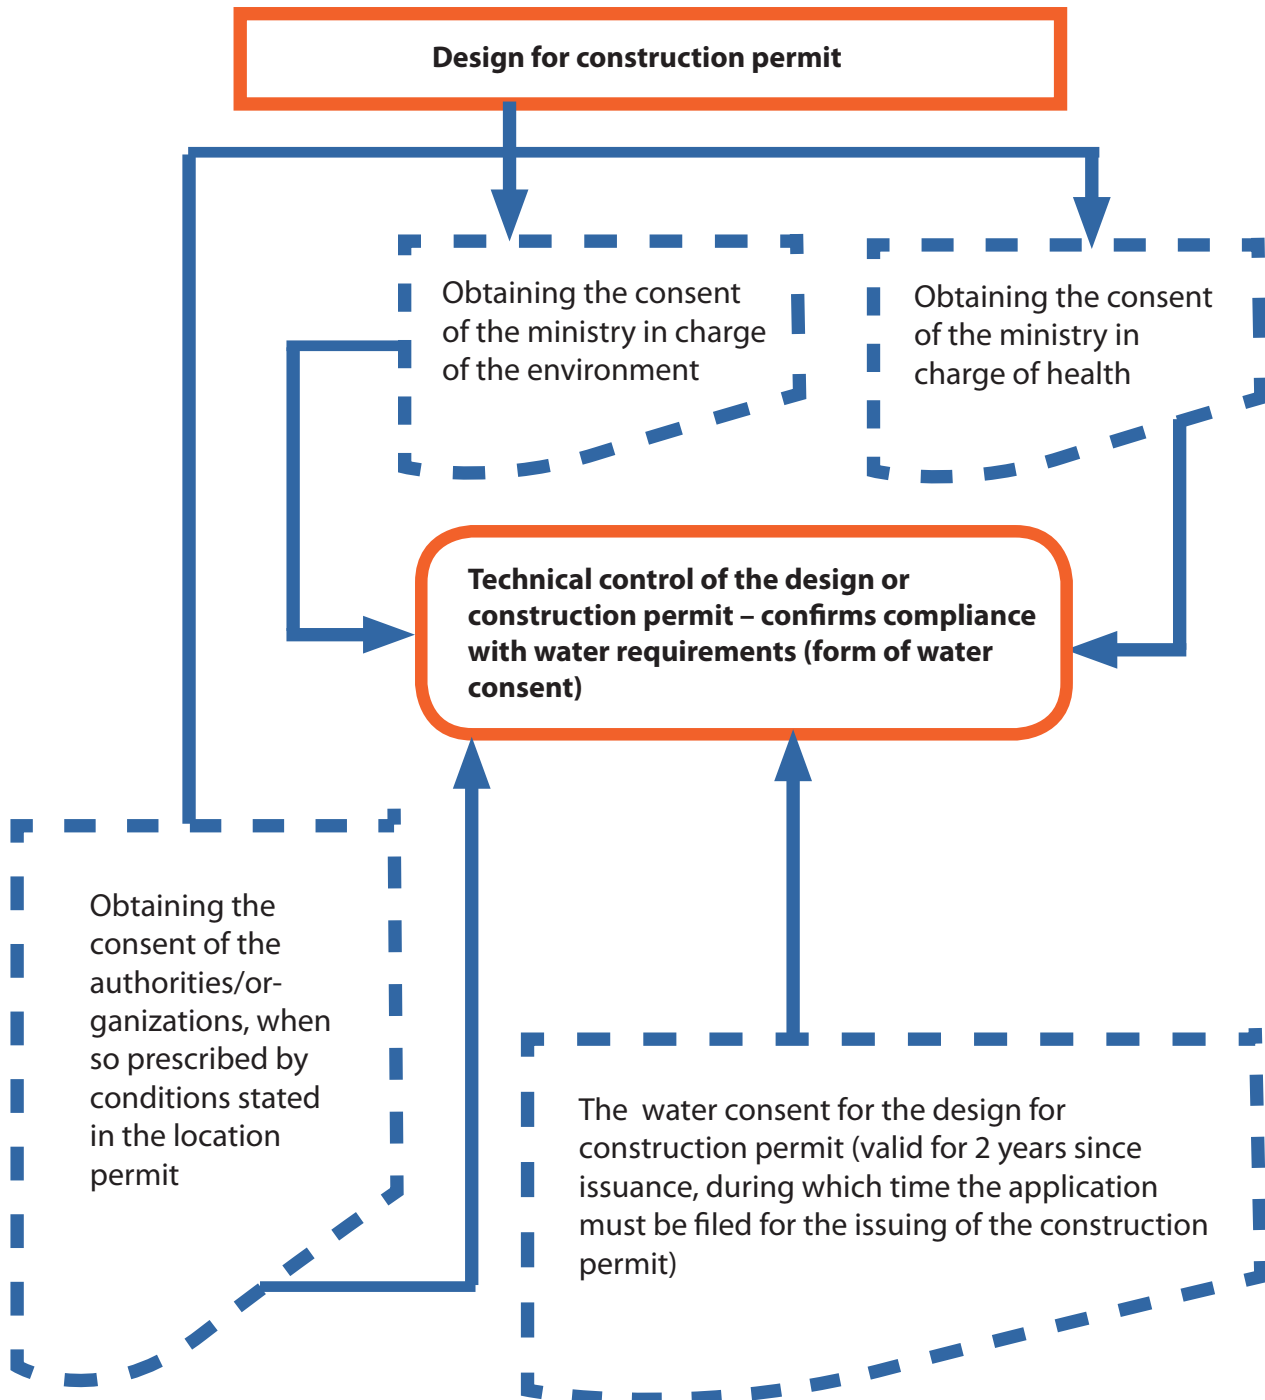 Design for construction permit
Obtaining the consent
of the ministry in charge
of the environment
Obtaining the consent
of the ministry in
charge of health
Technical control of the design or
construction permit – confirms compliance
with water requirements (form of water
consent)
Obtaining the
consent of the
authorities/or-
ganizations, when
so prescribed by
conditions stated
in the location
permit
The  water consent for the design for
construction permit (valid for 2 years since
issuance, during which time the application
must be filed for the issuing of the construction
permit)